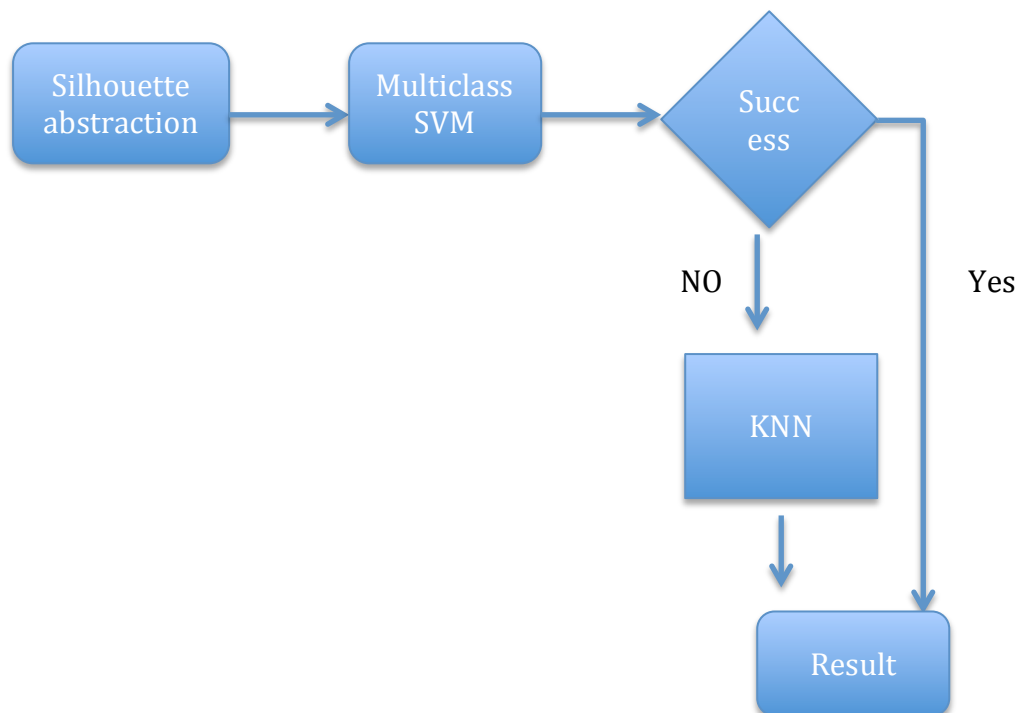 Silhouette
abstraction
Multiclass
SVM
Succ
ess
NO
Yes
KNN
Result